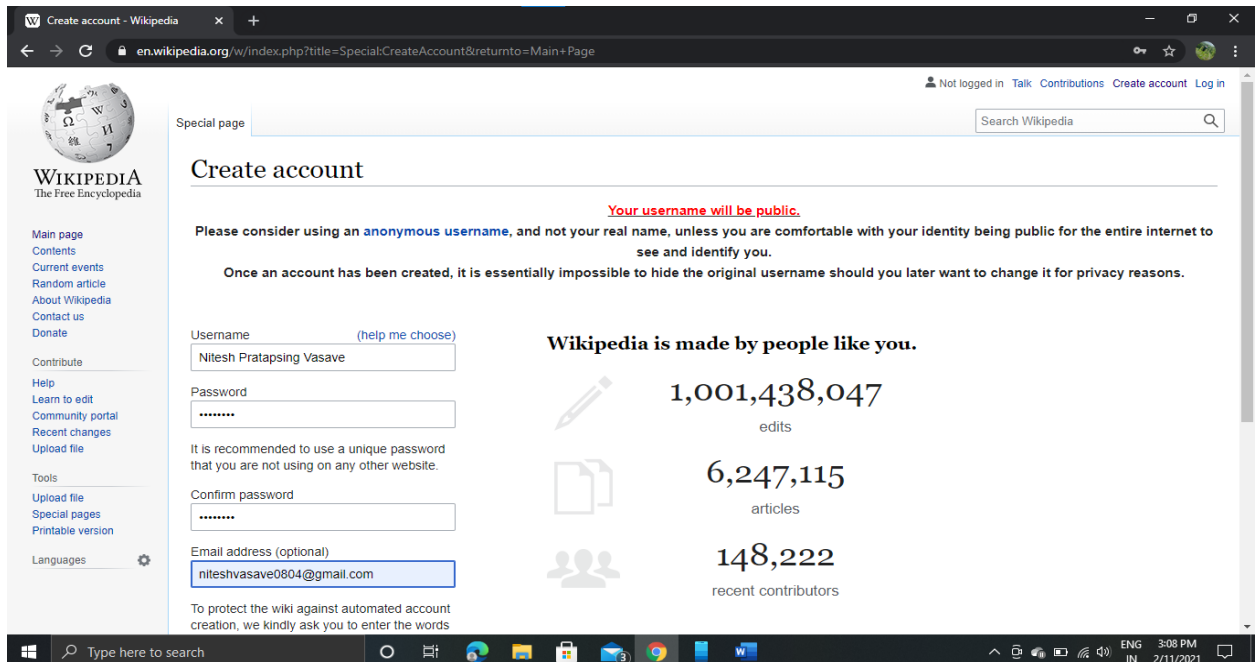 Create account - Wikipedia
en.wikipedia.org/w/index.php?title=Special:CreateAccount&returnto=Main+Page
Not logged in Talk Contributions Create account Log in
Special page
Search Wikipedia
WIKIPEDIA
The Free Encyclopedia
Create account
Your username will be public.
Please consider using an anonymous username, and not your real name, unless you are comfortable with your identity being public for the entire internet to
see and identify you.
Once an account has been created, it is essentially impossible to hide the original username should you later want to change it for privacy reasons.
Main page
Contents
Current events
Random article
About Wikipedia
Contact us
Donate
Contribute
Help
Learn to edit
Community portal
Recent changes
Upload file
Tools
Upload file
Special pages
Printable version
Languages
Username (help me choose)
Nitesh Pratapsing Vasave
Password
••••••••
It is recommended to use a unique password
that you are not using on any other website.
Confirm password
••••••••
Email address (optional)
niteshvasave0804@gmail.com
To protect the wiki against automated account
creation, we kindly ask you to enter the words
Wikipedia is made by people like you.
1,001,438,047
edits
6,247,115
articles
148,222
recent contributors
Type here to search
ENG
IN
3:08 PM
2/11/2021